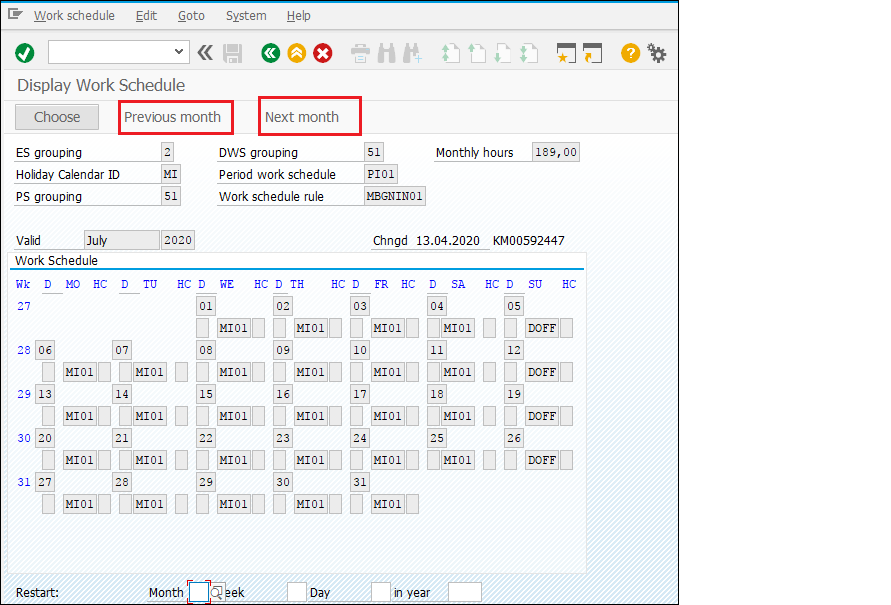 Work schedule Edit Goto System Help
Display Work Schedule
Choose Previous month Next month
ES grouping 2 DWS grouping 51 Monthly hours 189,00
Holiday Calendar ID MI Period work schedule PI01
PS grouping 51 Work schedule rule MBGNIN01
Valid July 2020 Chngd 13.04.2020 KM00592447
Work Schedule
Wk D MO HC D TU HC D WE HC D TH HC D FR HC D SA HC D SU HC
27 01 02 03 04 05
MI01 MI01 MI01 MI01 DOFF
28 06 07 08 09 10 11 12
MI01 MI01 MI01 MI01 MI01 MI01 DOFF
29 13 14 15 16 17 18 19
MI01 MI01 MI01 MI01 MI01 MI01 DOFF
30 20 21 22 23 24 25 26
MI01 MI01 MI01 MI01 MI01 MI01 DOFF
31 27 28 29 30 31
MI01 MI01 MI01 MI01 MI01
Restart: Month eek Day in year